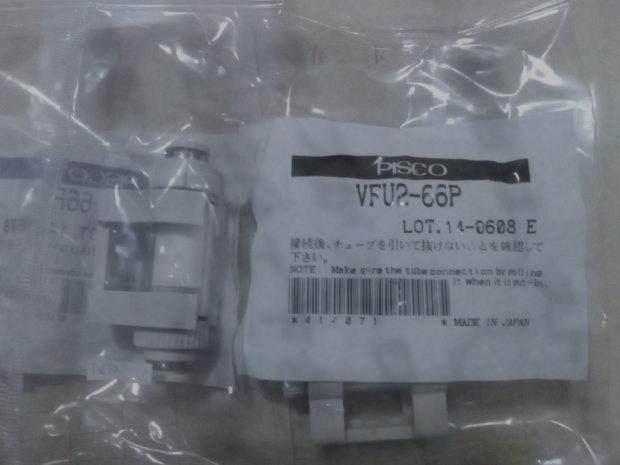 PISCO
VFU2-66P
LOT.14-0608 E
接続後、チューブを引いて抜けないことを確認して
下さい。
NOTE. Make sure the tube connection by pulling
it when it is put-in.
*414071 * MADE IN JAPAN